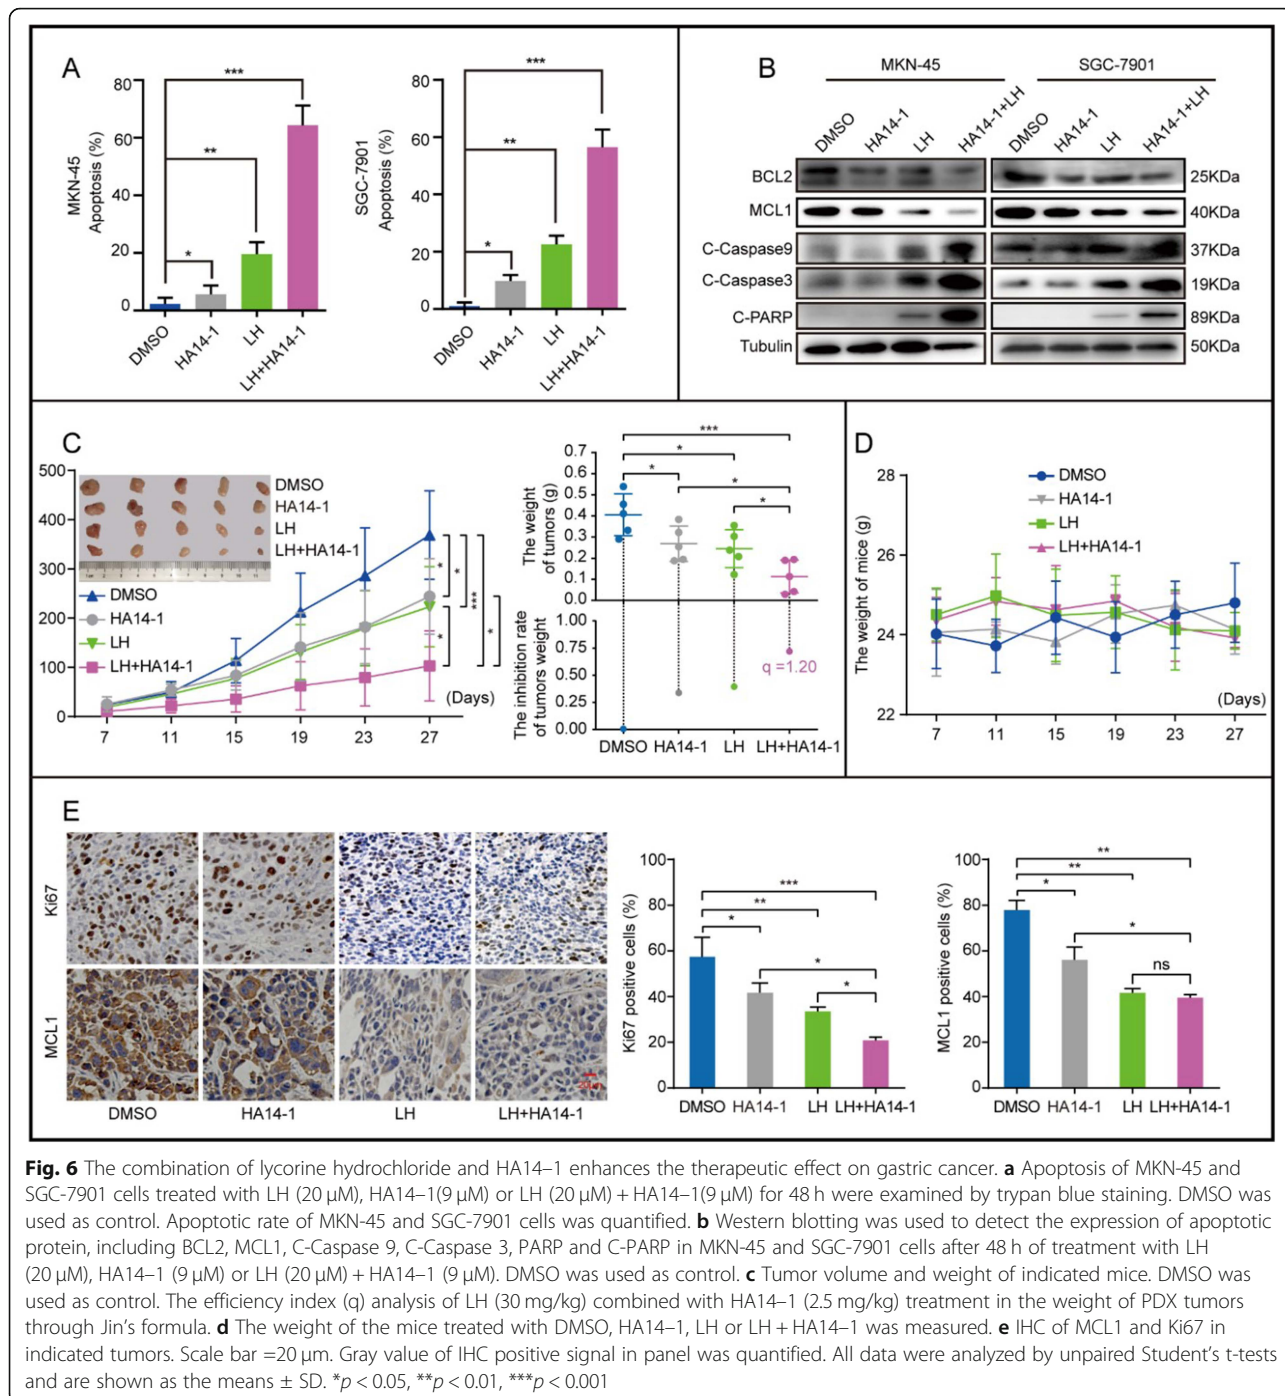 A
80
60
40
20
0
MKN-45
Apoptosis (%)
***
**
*
DMSO
HA14-1
LH
LH+HA14-1
80
60
40
20
0
SGC-7901
Apoptosis (%)
***
**
*
DMSO
HA14-1
LH
LH+HA14-1
B
MKN-45 SGC-7901
DMSO HA14-1 LH HA14-1+LH DMSO HA14-1 LH HA14-1+LH
BCL2 25KDa
MCL1 40KDa
C-Caspase9 37KDa
C-Caspase3 19KDa
C-PARP 89KDa
Tubulin 50KDa
C
500
400
300
200
100
0
DMSO
HA14-1
LH
LH+HA14-1
DMSO
HA14-1
LH
LH+HA14-1
* * *** * *
(Days)
7 11 15 19 23 27
The weight
of tumors (g)
0.7
0.6
0.5
0.4
0.3
0.2
0.1
0.0
***
*
* *
*
The inhibition rate
of tumors weight
1.00
0.75
0.50
0.25
0.00
q =1.20
DMSO HA14-1 LH LH+HA14-1
D
The weight of mice (g)
28
26
24
22
DMSO
HA14-1
LH
LH+HA14-1
(Days)
7 11 15 19 23 27
E
Ki67
MCL1
20μm
DMSO HA14-1 LH LH+HA14-1
Ki67 positive cells (%)
100
80
60
40
20
0
***
**
*
*
*
DMSO HA14-1 LH LH+HA14-1
MCL1 positive cells (%)
100
80
60
40
20
0
**
**
*
*
ns
DMSO HA14-1 LH LH+HA14-1
Fig. 6 The combination of lycorine hydrochloride and HA14–1 enhances the therapeutic effect on gastric cancer. a Apoptosis of MKN-45 and
SGC-7901 cells treated with LH (20 μM), HA14–1(9 μM) or LH (20 μM) + HA14–1(9 μM) for 48 h were examined by trypan blue staining. DMSO was
used as control. Apoptotic rate of MKN-45 and SGC-7901 cells was quantified. b Western blotting was used to detect the expression of apoptotic
protein, including BCL2, MCL1, C-Caspase 9, C-Caspase 3, PARP and C-PARP in MKN-45 and SGC-7901 cells after 48 h of treatment with LH
(20 μM), HA14–1 (9 μM) or LH (20 μM) + HA14–1 (9 μM). DMSO was used as control. c Tumor volume and weight of indicated mice. DMSO was
used as control. The efficiency index (q) analysis of LH (30 mg/kg) combined with HA14–1 (2.5 mg/kg) treatment in the weight of PDX tumors
through Jin's formula. d The weight of the mice treated with DMSO, HA14–1, LH or LH + HA14–1 was measured. e IHC of MCL1 and Ki67 in
indicated tumors. Scale bar =20 μm. Gray value of IHC positive signal in panel was quantified. All data were analyzed by unpaired Student's t-tests
and are shown as the means ± SD. *p < 0.05, **p < 0.01, ***p < 0.001